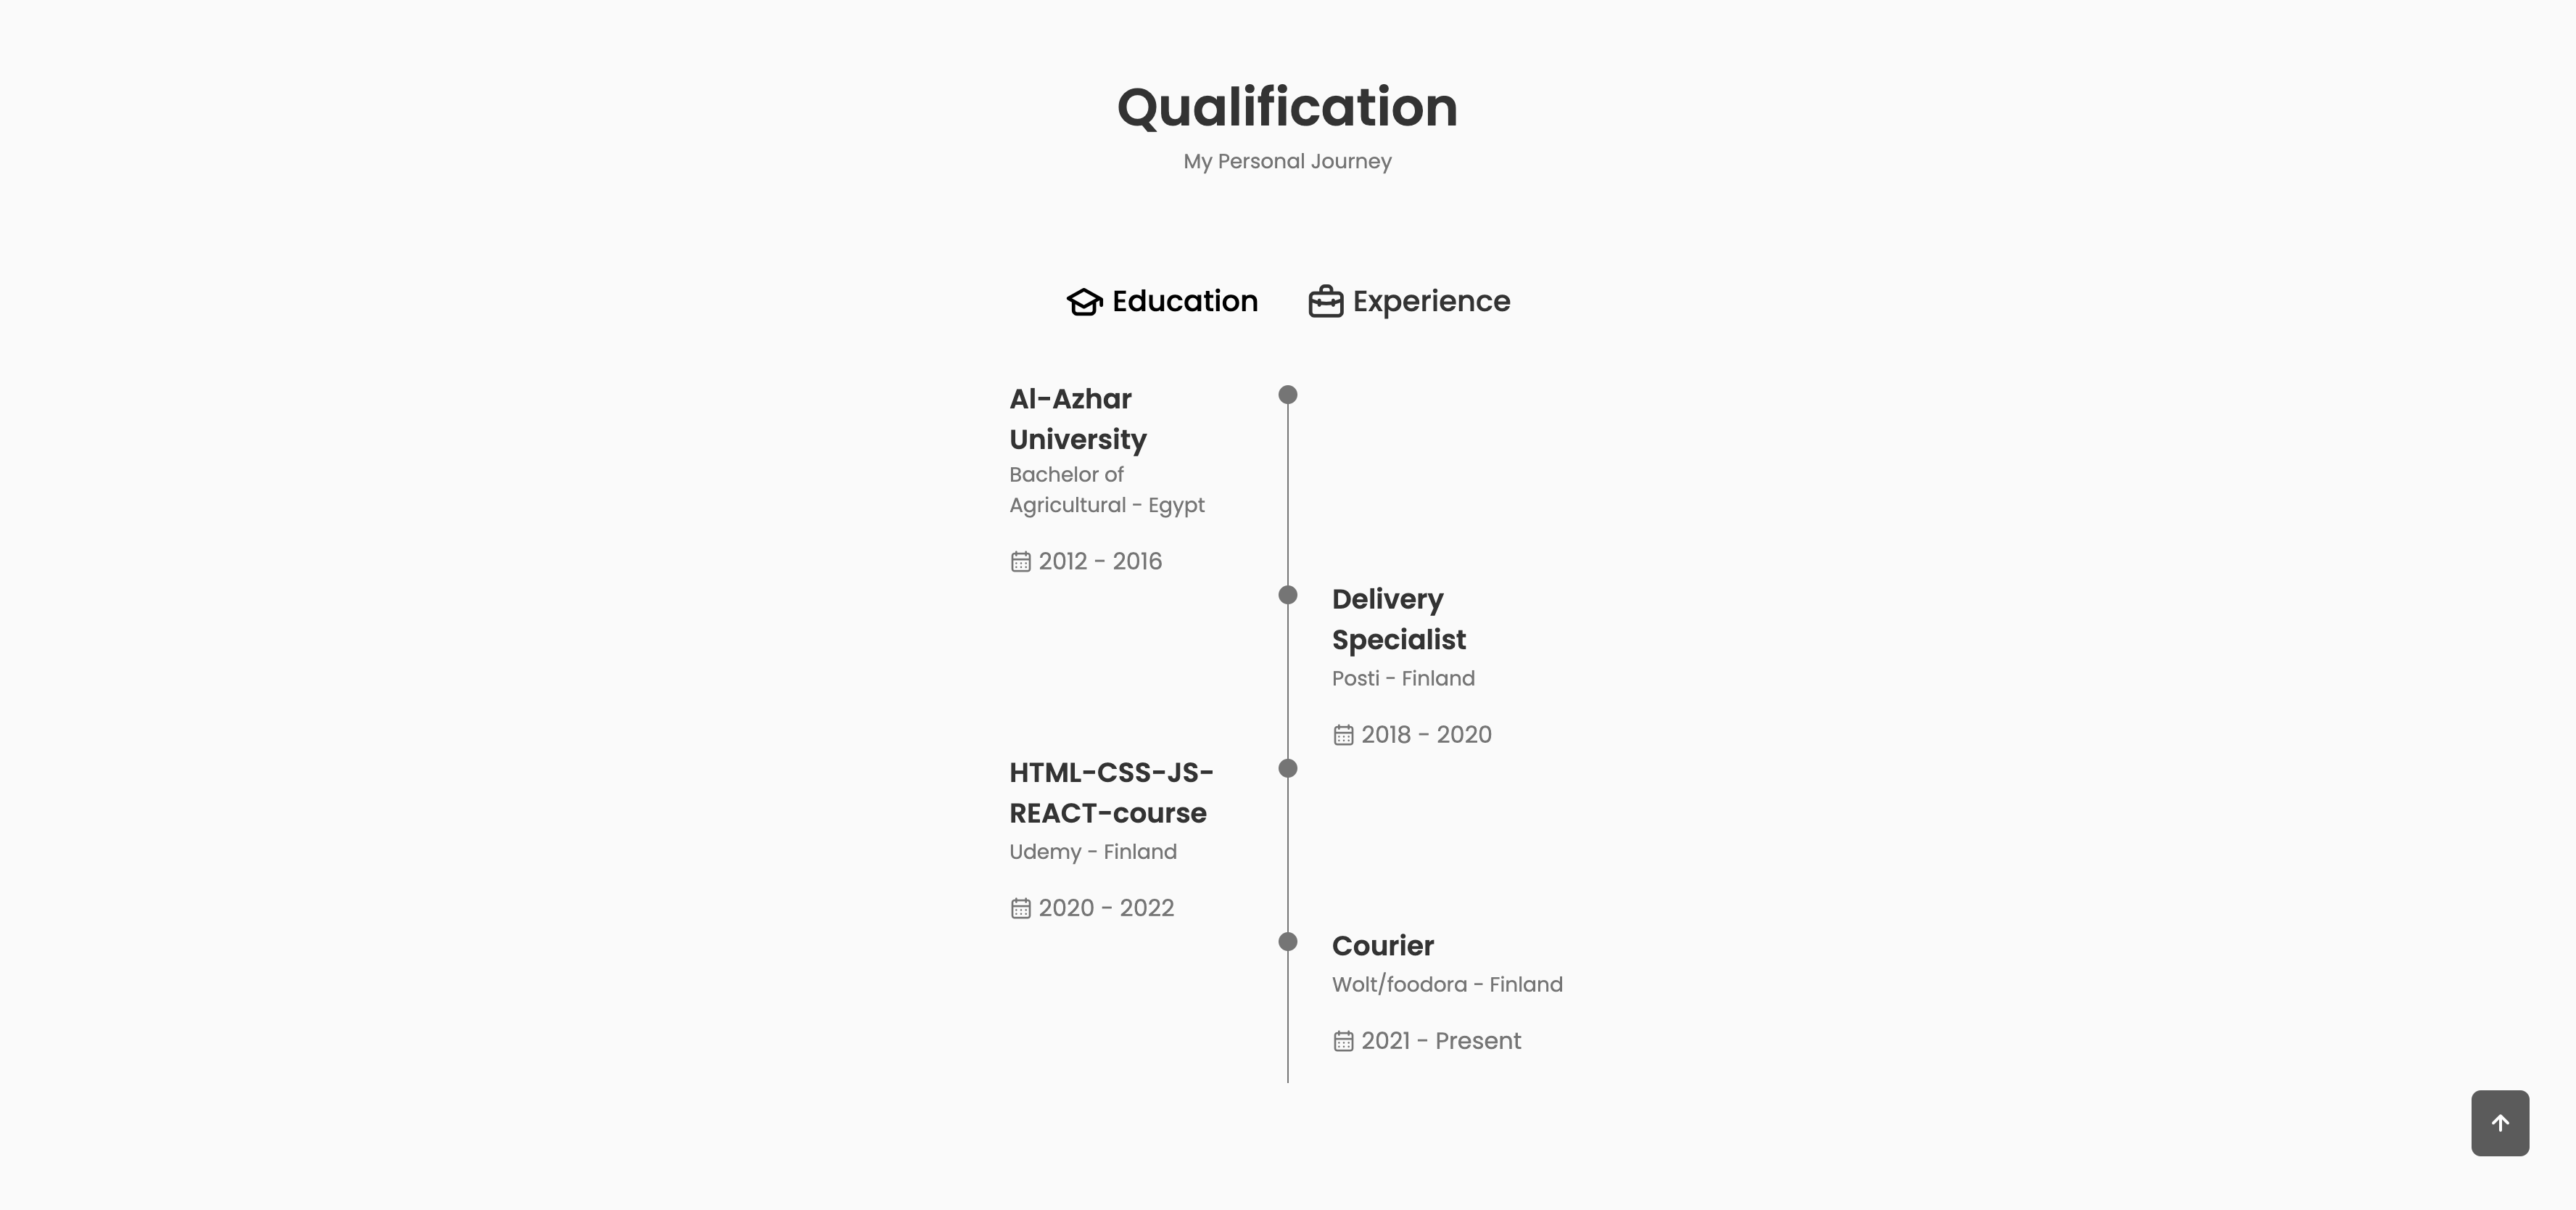 Qualification
My Personal Journey
Education
Experience
Al-Azhar
University
Bachelor of
Agricultural - Egypt
2012 - 2016
Delivery
Specialist
Posti - Finland
2018 - 2020
HTML-CSS-JS-
REACT-course
Udemy - Finland
2020 - 2022
Courier
Wolt/foodora - Finland
2021 - Present